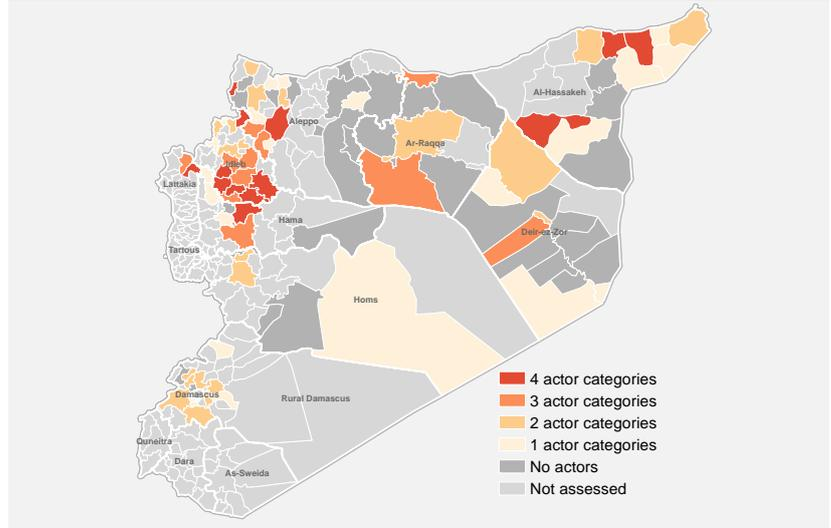 Al-Hassakeh
Aleppo
Ar-Raqqa
Idleb
Lattakia
Hama
Deir-ez-Zor
Tartous
Homs
Damascus
Rural Damascus
Quneitra
Dara
As-Sweida
4 actor categories
3 actor categories
2 actor categories
1 actor categories
No actors
Not assessed